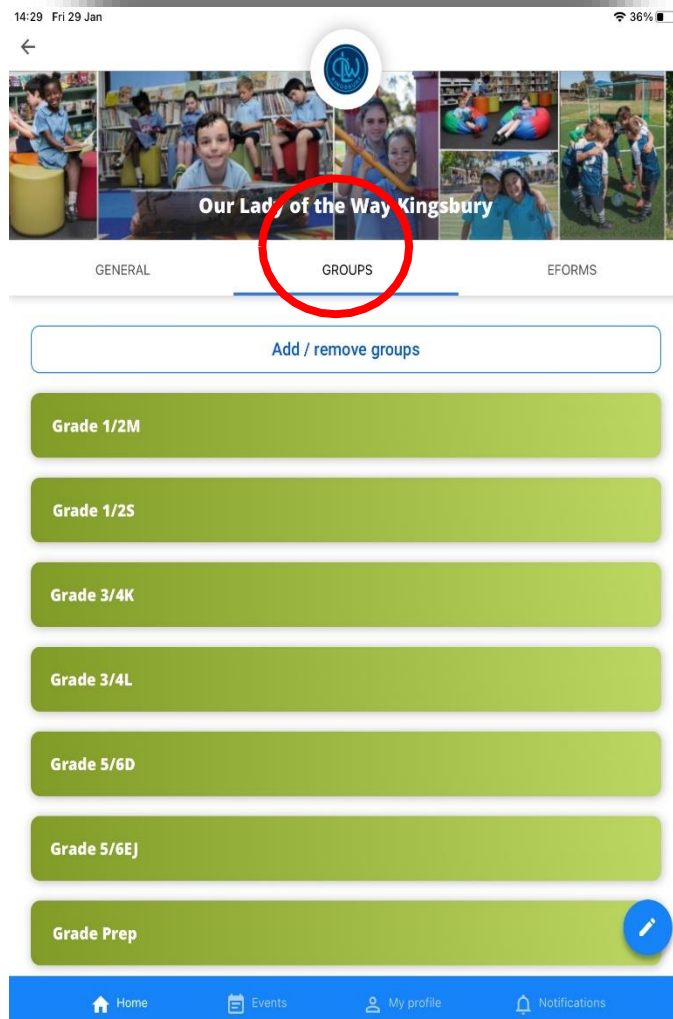 14:29 Fri 29 Jan 36%
OLW
KINGSBURY
Our Lady of the Way Kingsbury
GENERAL GROUPS EFORMS
Add / remove groups
Grade 1/2M
Grade 1/2S
Grade 3/4K
Grade 3/4L
Grade 5/6D
Grade 5/6EJ
Grade Prep
Home Events My profile Notifications